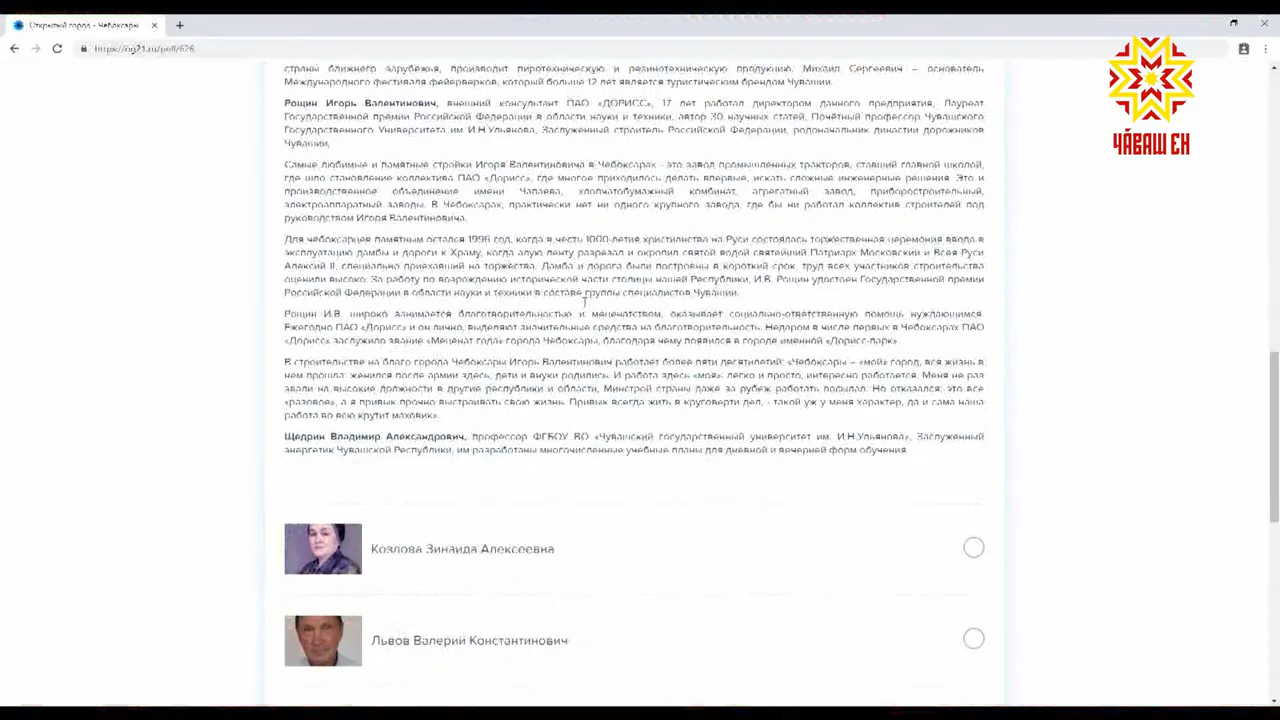 Открытый город - Чебоксары
https://og21.ru/poll/626
ЧӐВАШ ЕН
страны ближнего зарубежья, производит пиротехническую и резинотехническую продукцию. Михаил Сергеевич – основатель
Международного фестиваля фейерверков, который больше 12 лет является туристическим брендом Чувашии.
Рощин Игорь Валентинович, внешний консультант ПАО «ДОРИСС», 17 лет работал директором данного предприятия, Лауреат
Государственной премии Российской Федерации в области науки и техники, автор 30 научных статей, Почётный профессор Чувашского
Государственного Университета им И.Н.Ульянова, Заслуженный строитель Российской Федерации, родоначальник династии дорожников
Чувашии.
Самые любимые и памятные стройки Игоря Валентиновича в Чебоксарах - это завод промышленных тракторов, ставший главной школой,
где шло становление коллектива ПАО «Дорисс», где многое приходилось делать впервые, искать сложные инженерные решения. Это и
производственное объединение имени Чапаева, хлопчатобумажный комбинат, агрегатный завод, приборостроительный,
электроаппаратный заводы. В Чебоксарах, практически нет ни одного крупного завода, где бы ни работал коллектив строителей под
руководством Игоря Валентиновича.
Для чебоксарцев памятным остался 1996 год, когда в честь 1000-летия христианства на Руси состоялась торжественная церемония ввода в
эксплуатацию дамбы и дороги к Храму, когда алую ленту разрезал и окропил святой водой святейший Патриарх Московский и Всея Руси
Алексий II, специально приехавший на торжества. Дамба и дорога были построены в короткий срок, труд всех участников строительства
оценили высоко. За работу по возрождению исторической части столицы нашей Республики, И.В. Рощин удостоен Государственной премии
Российской Федерации в области науки и техники в составе группы специалистов Чувашии.
Рощин И.В. широко занимается благотворительностью и меценатством, оказывает социально-ответственную помощь нуждающимся.
Ежегодно ПАО «Дорисс» и он лично, выделяют значительные средства на благотворительность. Недаром в числе первых в Чебоксарах ПАО
«Дорисс» заслужило звание «Меценат года» города Чебоксары, благодаря чему появился в городе именной «Дорисс-парк».
В строительстве на благо города Чебоксары Игорь Валентинович работает более пяти десятилетий: «Чебоксары – «мой» город, вся жизнь в
нем прошла: женился после армии здесь, дети и внуки родились. И работа здесь «моя»: легко и просто, интересно работается. Меня не раз
звали на высокие должности в другие республики и области, Минстрой страны даже за рубеж работать посылал. Но отказался: это все
«разовое», а я привык прочно выстраивать свою жизнь. Привык всегда жить в круговерти дел, - такой уж у меня характер, да и сама наша
работа во всю крутит маховик».
Щедрин Владимир Александрович, профессор ФГБОУ ВО «Чувашский государственный университет им. И.Н.Ульянова», Заслуженный
энергетик Чувашской Республики, им разработаны многочисленные учебные планы для дневной и вечерней форм обучения.
Козлова Зинаида Алексеевна
Львов Валерий Константинович